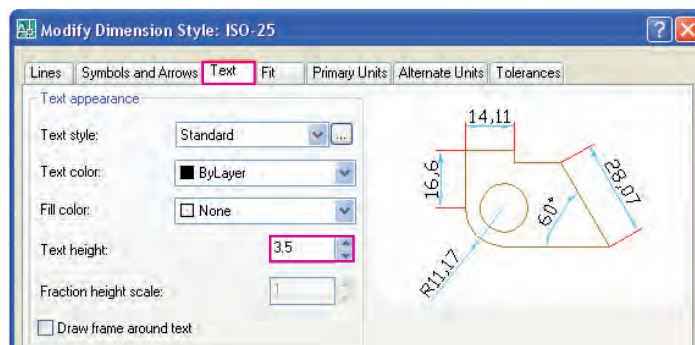 Modify Dimension Style: ISO-25
Lines Symbols and Arrows Text Fit Primary Units Alternate Units Tolerances
Text appearance
Text style: Standard ...
Text color: ByLayer
Fill color: None
Text height: 3.5
Fraction height scale: 1
Draw frame around text
14,11
16,6
28,07
60°
R11,17